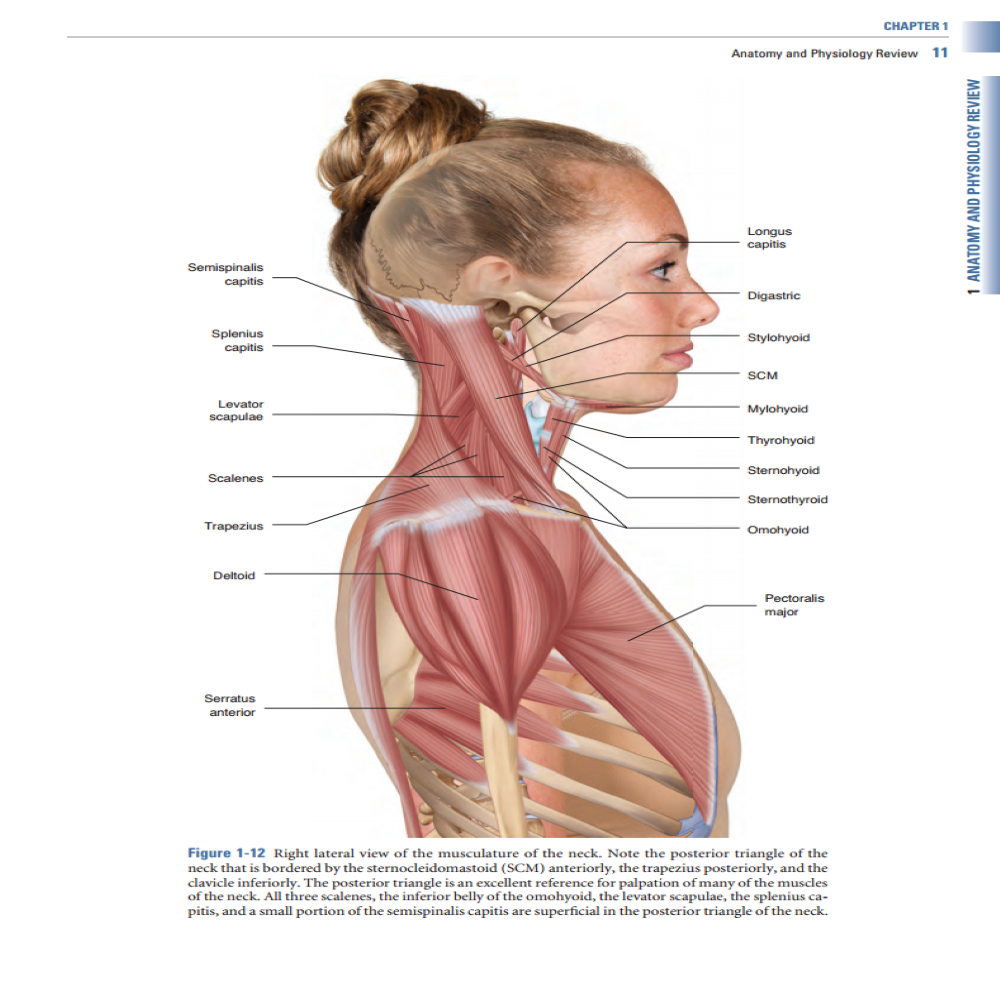 CHAPTER 1
Anatomy and Physiology Review 11
1 ANATOMY AND PHYSIOLOGY REVIEW
Longus
capitis
Semispinalis
capitis
Digastric
Splenius
capitis
Stylohyoid
SCM
Levator
scapulae
Mylohyoid
Thyrohyoid
Sternohyoid
Scalenes
Sternothyroid
Trapezius
Omohyoid
Deltoid
Pectoralis
major
Serratus
anterior
Figure 1-12 Right lateral view of the musculature of the neck. Note the posterior triangle of the
neck that is bordered by the sternocleidomastoid (SCM) anteriorly, the trapezius posteriorly, and the
clavicle inferiorly. The posterior triangle is an excellent reference for palpation of many of the muscles
of the neck. All three scalenes, the inferior belly of the omohyoid, the levator scapulae, the splenius ca-
pitis, and a small portion of the semispinalis capitis are superficial in the posterior triangle of the neck.